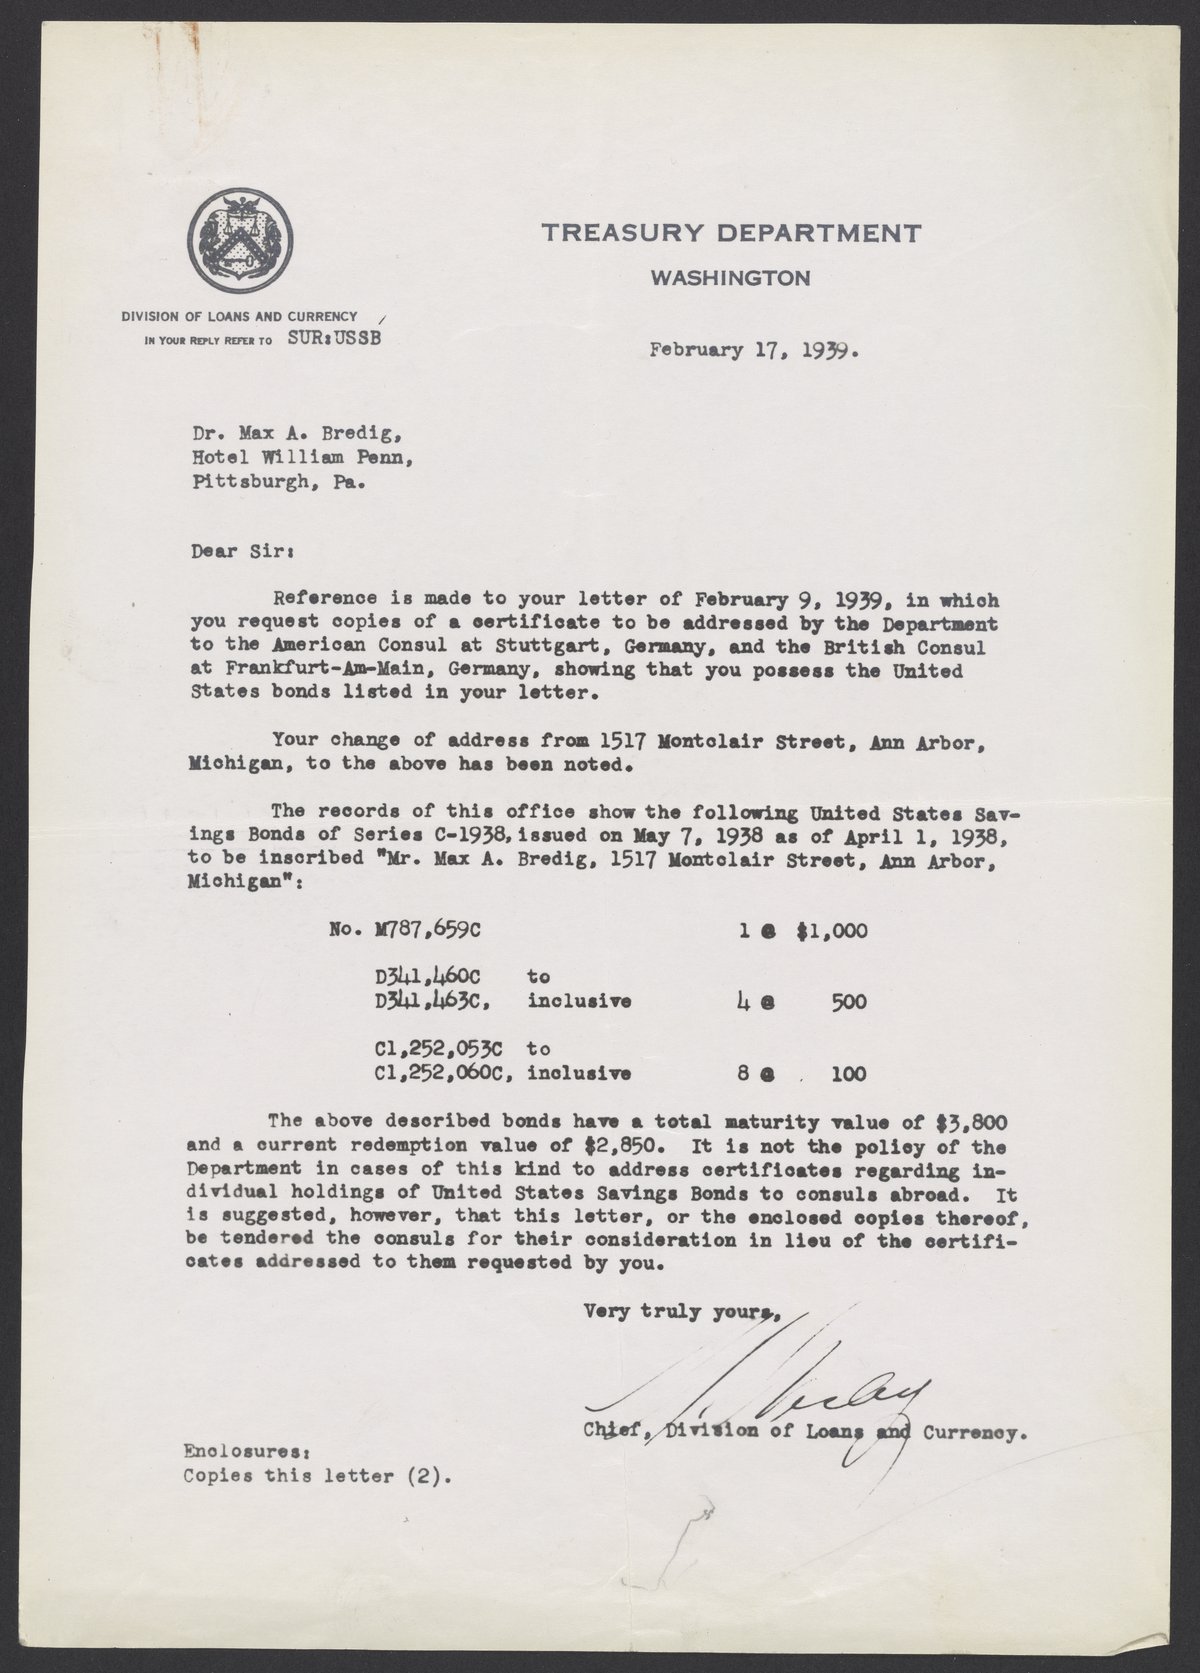 TREASURY DEPARTMENT
WASHINGTON
DIVISION OF LOANS AND CURRENCY
IN YOUR REPLY REFER TO SUR:USSB
February 17, 1939.
Dr. Max A. Bredig,
Hotel William Penn,
Pittsburgh, Pa.
Dear Sir:
Reference is made to your letter of February 9, 1939, in which
you request copies of a certificate to be addressed by the Department
to the American Consul at Stuttgart, Germany, and the British Consul
at Frankfurt-Am-Main, Germany, showing that you possess the United
States bonds listed in your letter.
Your change of address from 1517 Montclair Street, Ann Arbor,
Michigan, to the above has been noted.
The records of this office show the following United States Sav-
ings Bonds of Series C-1938, issued on May 7, 1938 as of April 1, 1938,
to be inscribed "Mr. Max A. Bredig, 1517 Montclair Street, Ann Arbor,
Michigan":
No. M787,659C 1 @ $1,000
D341,460C to
D341,463C, inclusive 4 @ 500
C1,252,053C to
C1,252,060C, inclusive 8 @ 100
The above described bonds have a total maturity value of $3,800
and a current redemption value of $2,850. It is not the policy of the
Department in cases of this kind to address certificates regarding in-
dividual holdings of United States Savings Bonds to consuls abroad. It
is suggested, however, that this letter, or the enclosed copies thereof,
be tendered the consuls for their consideration in lieu of the certifi-
cates addressed to them requested by you.
Very truly yours,
Chief, Division of Loans and Currency.
Enclosures:
Copies this letter (2).